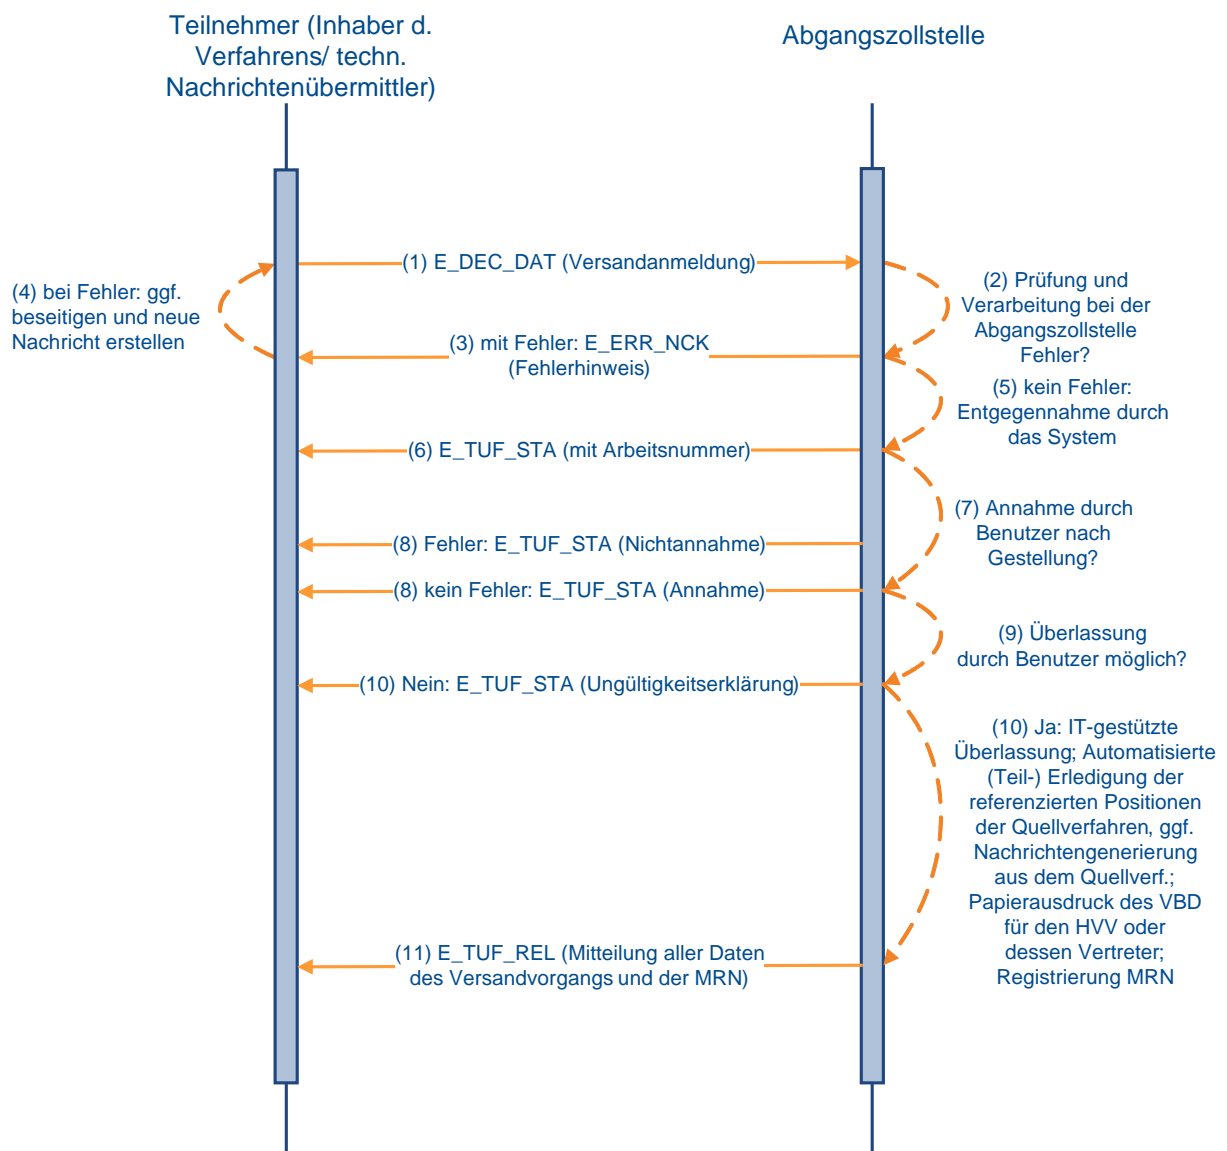 Teilnehmer (Inhaber d.
Verfahrens/ techn.
Nachrichtenübermittler)
Abgangszollstelle
(1) E_DEC_DAT (Versandanmeldung)
(2) Prüfung und
Verarbeitung bei der
Abgangszollstelle
Fehler?
(3) mit Fehler: E_ERR_NCK
(Fehlerhinweis)
(4) bei Fehler: ggf.
beseitigen und neue
Nachricht erstellen
(5) kein Fehler:
Entgegennahme durch
das System
(6) E_TUF_STA (mit Arbeitsnummer)
(7) Annahme durch
Benutzer nach
Gestellung?
(8) Fehler: E_TUF_STA (Nichtannahme)
(8) kein Fehler: E_TUF_STA (Annahme)
(9) Überlassung
durch Benutzer möglich?
(10) Nein: E_TUF_STA (Ungültigkeitserklärung)
(10) Ja: IT-gestützte
Überlassung; Automatisierte
(Teil-) Erledigung der
referenzierten Positionen
der Quellverfahren, ggf.
Nachrichtengenerierung
aus dem Quellverf.;
Papierausdruck des VBD
für den HVV oder
dessen Vertreter;
Registrierung MRN
(11) E_TUF_REL (Mitteilung aller Daten
des Versandvorgangs und der MRN)